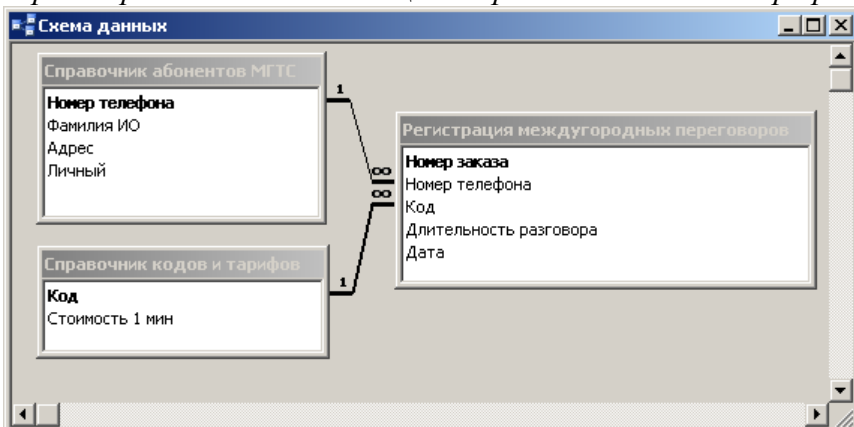 Схема данных
Справочник абонентов МГТС
Номер телефона
Фамилия ИО
Адрес
Личный
1
Справочник кодов и тарифов
Код
Стоимость 1 мин
1
Регистрация междугородных переговоров
Номер заказа
Номер телефона
Код
Длительность разговора
Дата
∞
∞